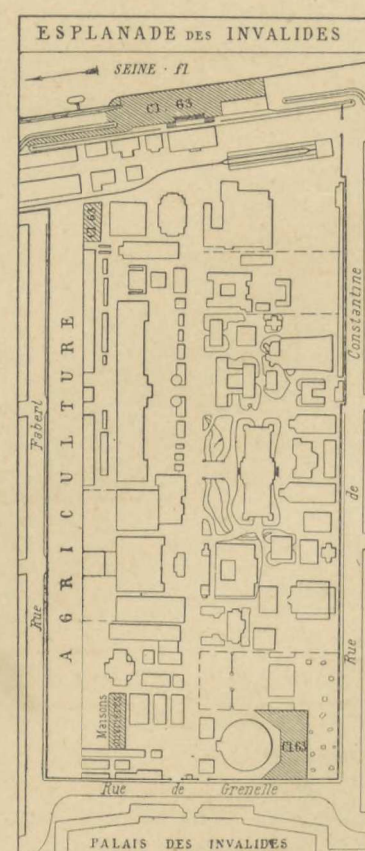 ESPLANADE DES INVALIDES
SEINE · fl.
Cl 63
Cl. 63
AGRICULTURE
Rue Fabert
Rue de Constantine
Maisons ouvrières
Cl. 63
Rue de Grenelle
PALAIS DES INVALIDES